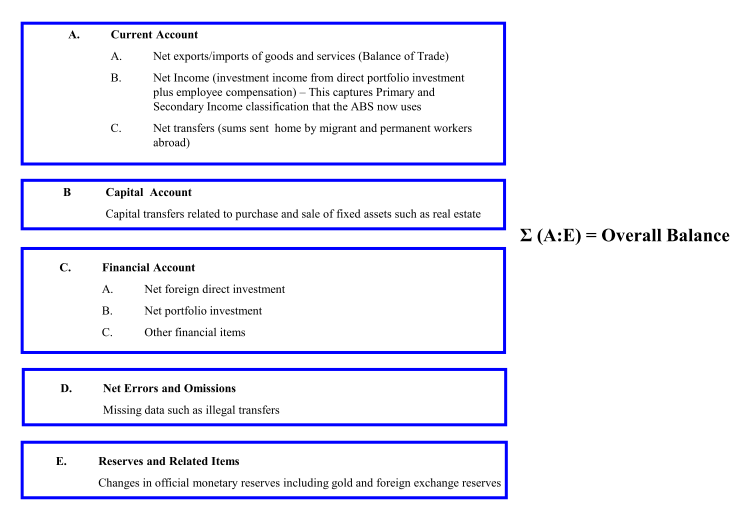 A. Current Account
A. Net exports/imports of goods and services (Balance of Trade)
B. Net Income (investment income from direct portfolio investment
plus employee compensation) – This captures Primary and
Secondary Income classification that the ABS now uses
C. Net transfers (sums sent home by migrant and permanent workers
abroad)
B Capital Account
Capital transfers related to purchase and sale of fixed assets such as real estate
Σ (A:E) = Overall Balance
C. Financial Account
A. Net foreign direct investment
B. Net portfolio investment
C. Other financial items
D. Net Errors and Omissions
Missing data such as illegal transfers
E. Reserves and Related Items
Changes in official monetary reserves including gold and foreign exchange reserves